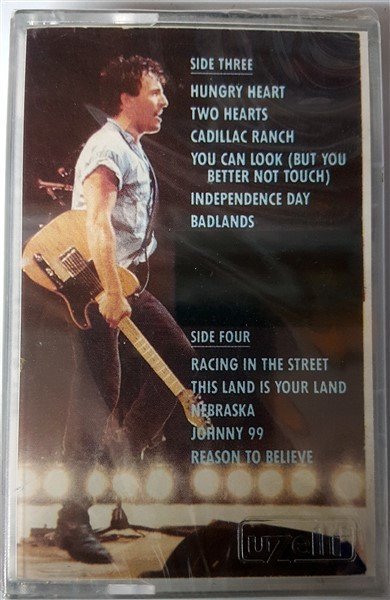 SIDE THREE
HUNGRY HEART
TWO HEARTS
CADILLAC RANCH
YOU CAN LOOK (BUT YOU
BETTER NOT TOUCH)
INDEPENDENCE DAY
BADLANDS
SIDE FOUR
RACING IN THE STREET
THIS LAND IS YOUR LAND
NEBRASKA
JOHNNY 99
REASON TO BELIEVE
uzelli